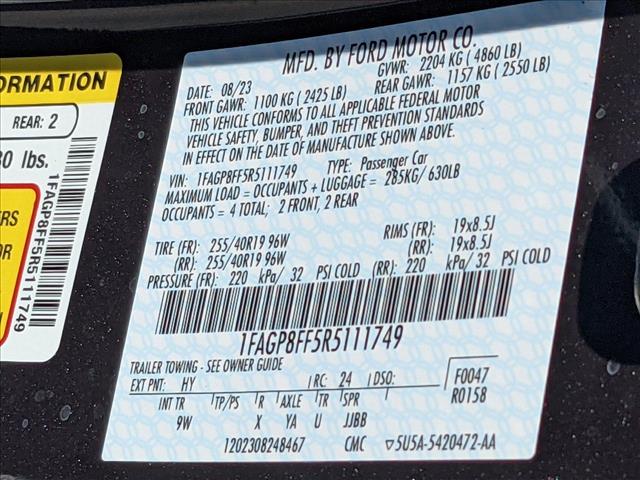 ORMATION
REAR: 2
30 lbs.
1FAGP8FF5R5111749
MFD. BY FORD MOTOR CO.
DATE: 08/23 GVWR: 2204 KG ( 4860 LB)
FRONT GAWR: 1100 KG ( 2425 LB) REAR GAWR: 1157 KG ( 2550 LB)
THIS VEHICLE CONFORMS TO ALL APPLICABLE FEDERAL MOTOR
VEHICLE SAFETY, BUMPER, AND THEFT PREVENTION STANDARDS
IN EFFECT ON THE DATE OF MANUFACTURE SHOWN ABOVE.
VIN: 1FAGP8FF5R5111749 TYPE: Passenger Car
MAXIMUM LOAD = OCCUPANTS + LUGGAGE = 285KG/ 630LB
OCCUPANTS = 4 TOTAL; 2 FRONT, 2 REAR
TIRE (FR): 255/40R19 96W RIMS (FR): 19x8.5J
(RR): 255/40R19 96W (RR): 19x8.5J
PRESSURE (FR): 220 kPa/ 32 PSI COLD (RR): 220 kPa/ 32 PSI COLD
1FAGP8FF5R5111749
TRAILER TOWING - SEE OWNER GUIDE
EXT PNT: HY RC: 24 DSO: F0047
R0158
INT TR TP/PS R AXLE TR SPR
9W X YA U JJBB
1202308248467 CMC 5U5A-5420472-AA